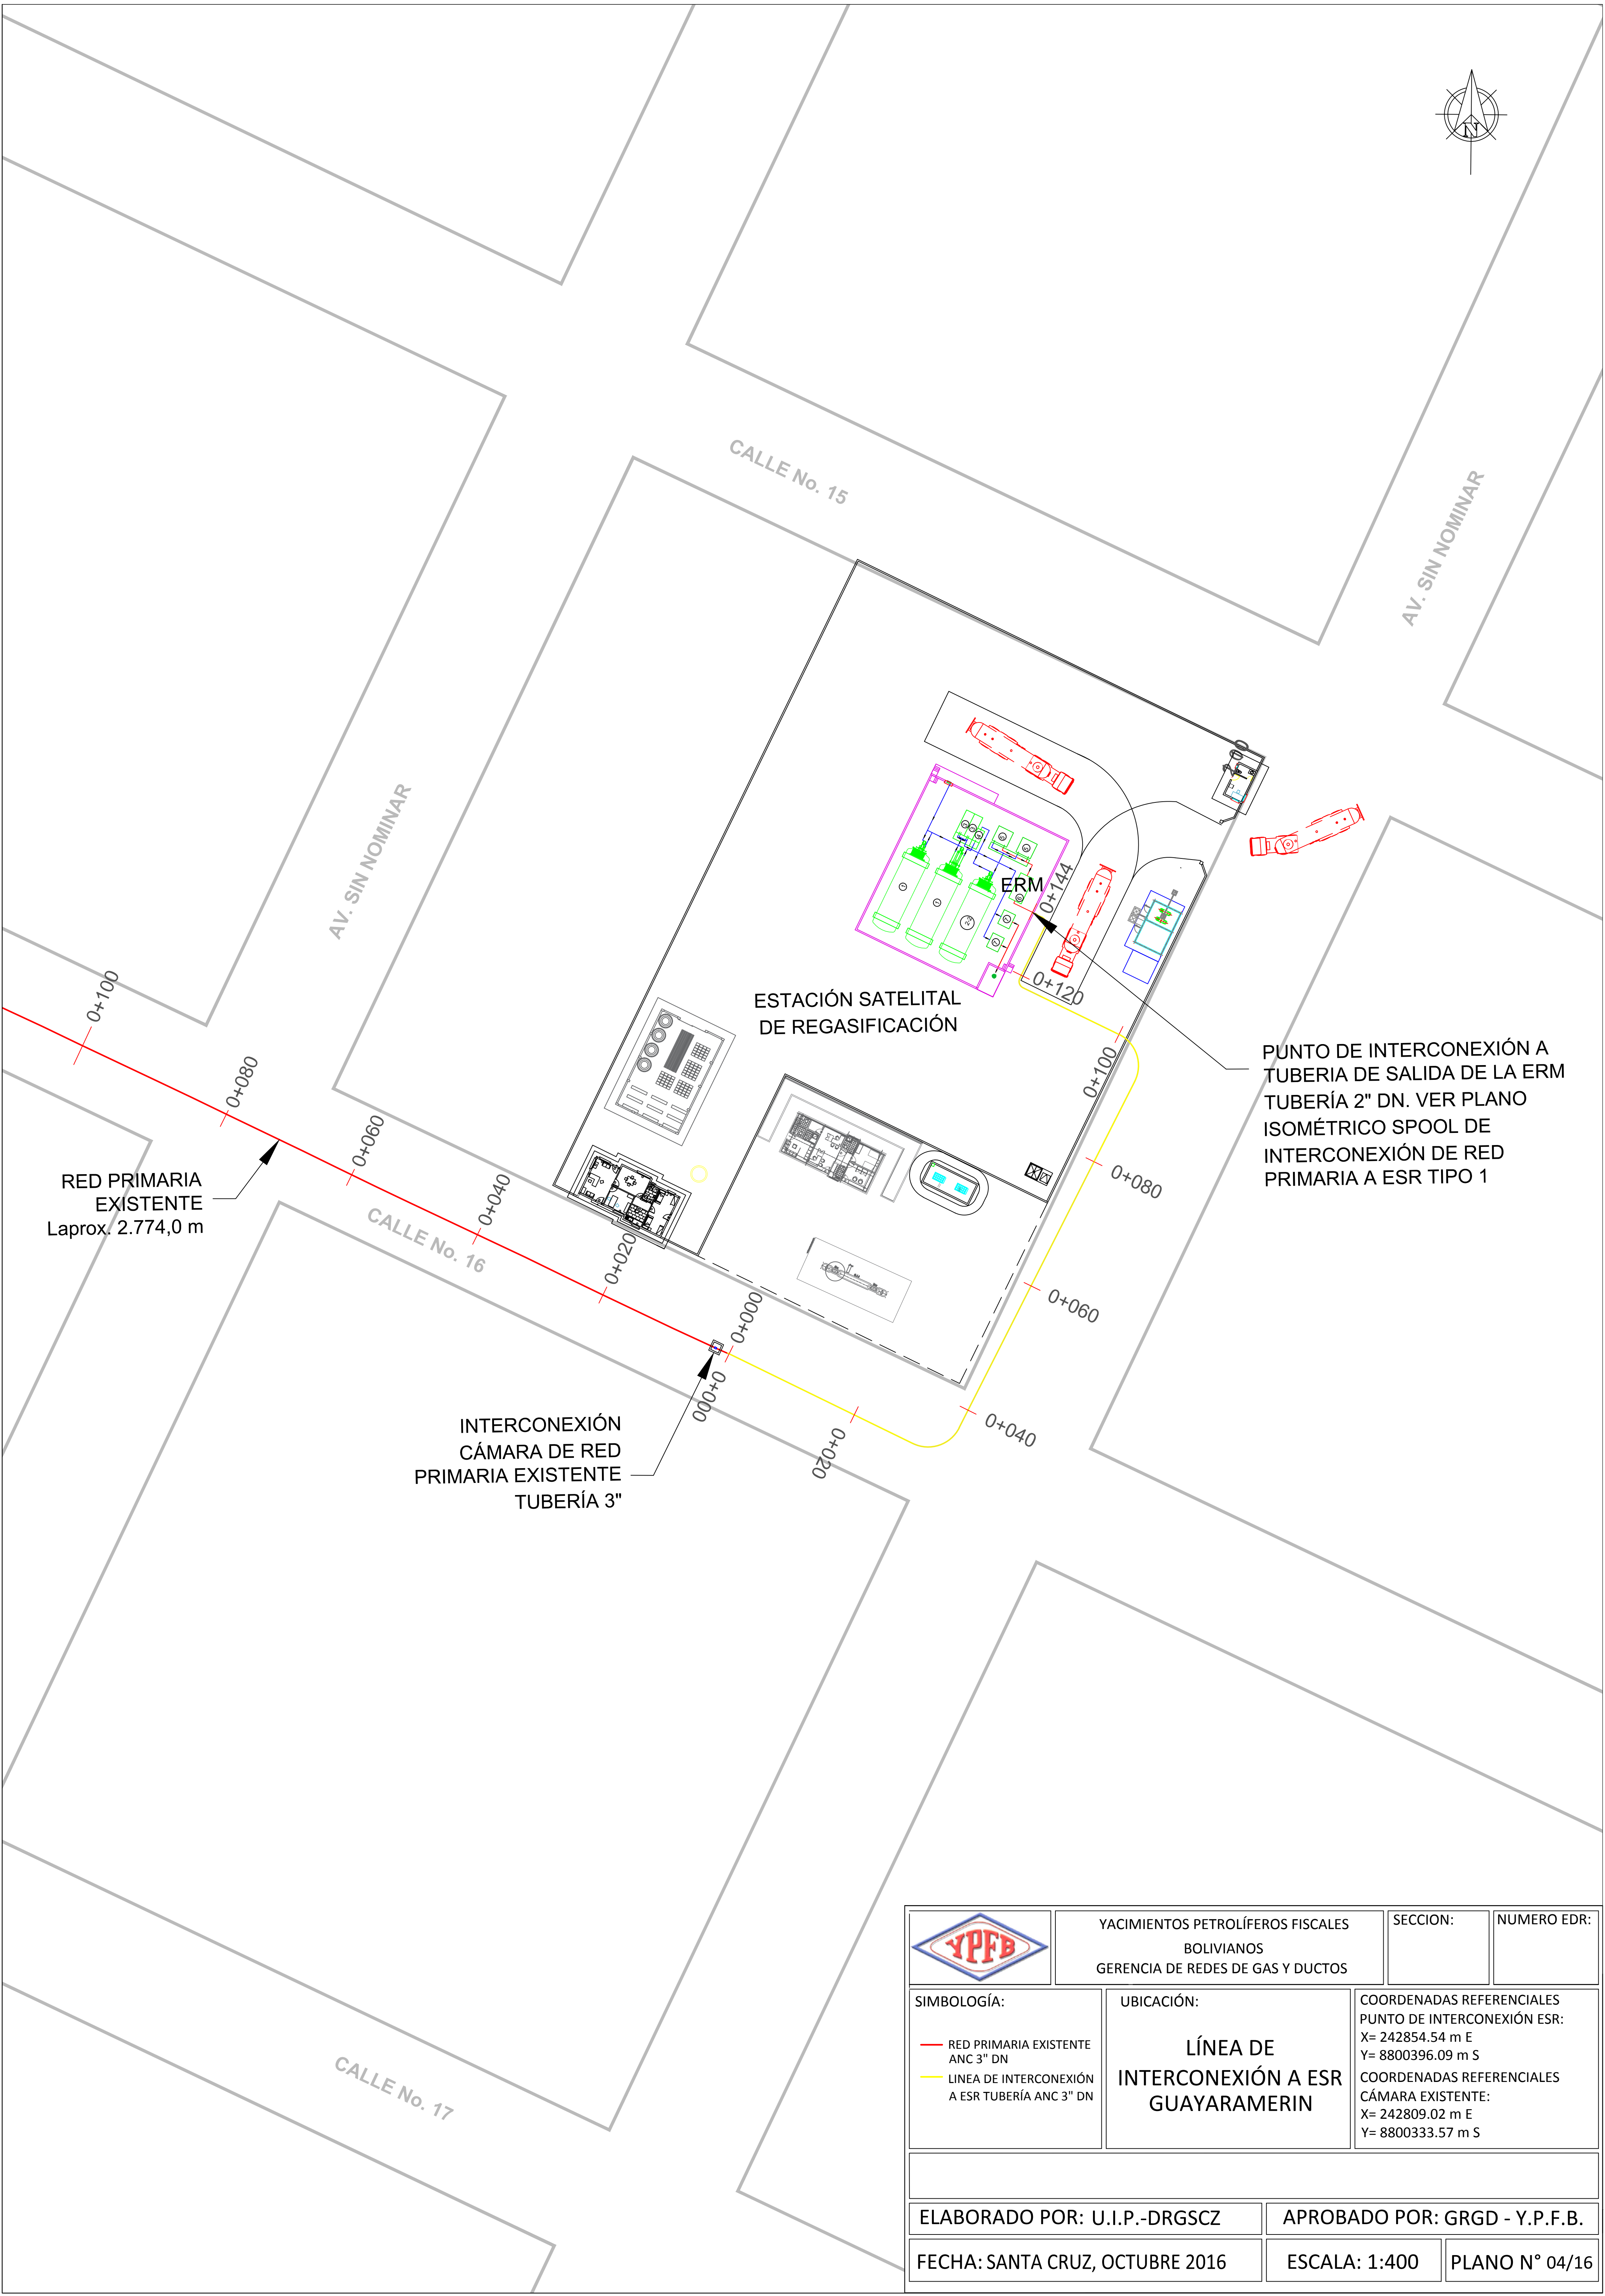 N
CALLE No. 15
AV. SIN NOMINAR
AV. SIN NOMINAR
ERM
0+144
0+120
ESTACIÓN SATELITAL
DE REGASIFICACIÓN
0+100
0+080
0+060
0+040
0+020
0+000
0+100
0+080
0+060
0+040
0+020
0+000
PUNTO DE INTERCONEXIÓN A
TUBERIA DE SALIDA DE LA ERM
TUBERÍA 2" DN. VER PLANO
ISOMÉTRICO SPOOL DE
INTERCONEXIÓN DE RED
PRIMARIA A ESR TIPO 1
RED PRIMARIA
EXISTENTE
Laprox. 2.774,0 m
CALLE No. 16
INTERCONEXIÓN
CÁMARA DE RED
PRIMARIA EXISTENTE
TUBERÍA 3"
CALLE No. 17
YPFB
YACIMIENTOS PETROLÍFEROS FISCALES
BOLIVIANOS
GERENCIA DE REDES DE GAS Y DUCTOS
SECCION:
NUMERO EDR:
SIMBOLOGÍA:
RED PRIMARIA EXISTENTE
ANC 3" DN
LINEA DE INTERCONEXIÓN
A ESR TUBERÍA ANC 3" DN
UBICACIÓN:
LÍNEA DE
INTERCONEXIÓN A ESR
GUAYARAMERIN
COORDENADAS REFERENCIALES
PUNTO DE INTERCONEXIÓN ESR:
X= 242854.54 m E
Y= 8800396.09 m S
COORDENADAS REFERENCIALES
CÁMARA EXISTENTE:
X= 242809.02 m E
Y= 8800333.57 m S
ELABORADO POR: U.I.P.-DRGSCZ
APROBADO POR: GRGD - Y.P.F.B.
FECHA: SANTA CRUZ, OCTUBRE 2016
ESCALA: 1:400
PLANO N° 04/16